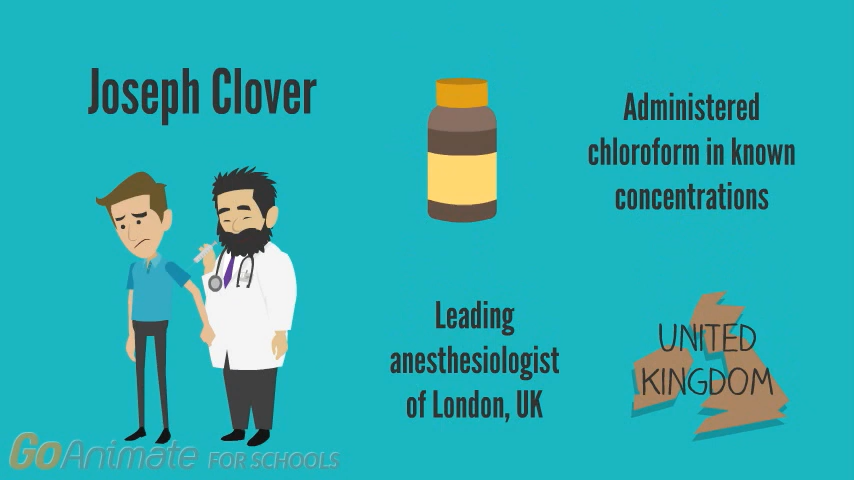 Joseph Clover
Administered
chloroform in known
concentrations
Leading
anesthesiologist
of London, UK
UNITED
KINGDOM
GoAnimate FOR SCHOOLS